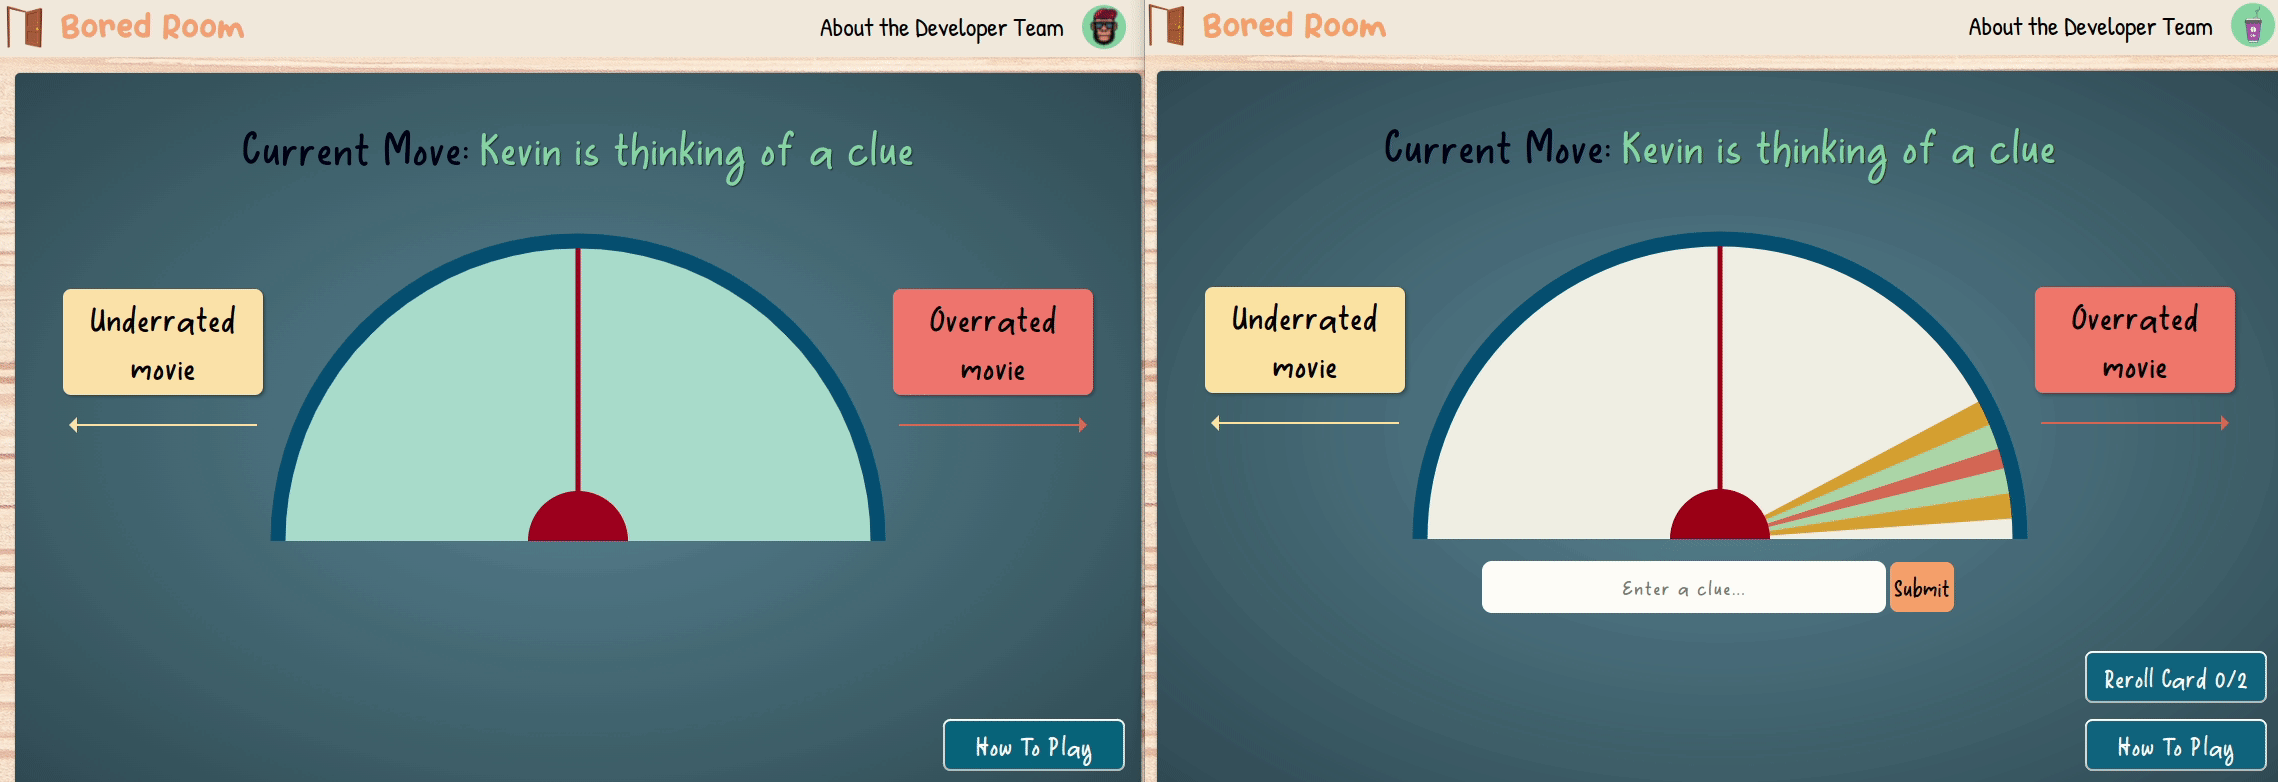 Bored Room
About the Developer Team
Current Move: Kevin is thinking of a clue
Underrated
movie
Overrated
movie
How To Play
Bored Room
About the Developer Team
Current Move: Kevin is thinking of a clue
Underrated
movie
Overrated
movie
Enter a clue...
Submit
Reroll Card 0/2
How To Play